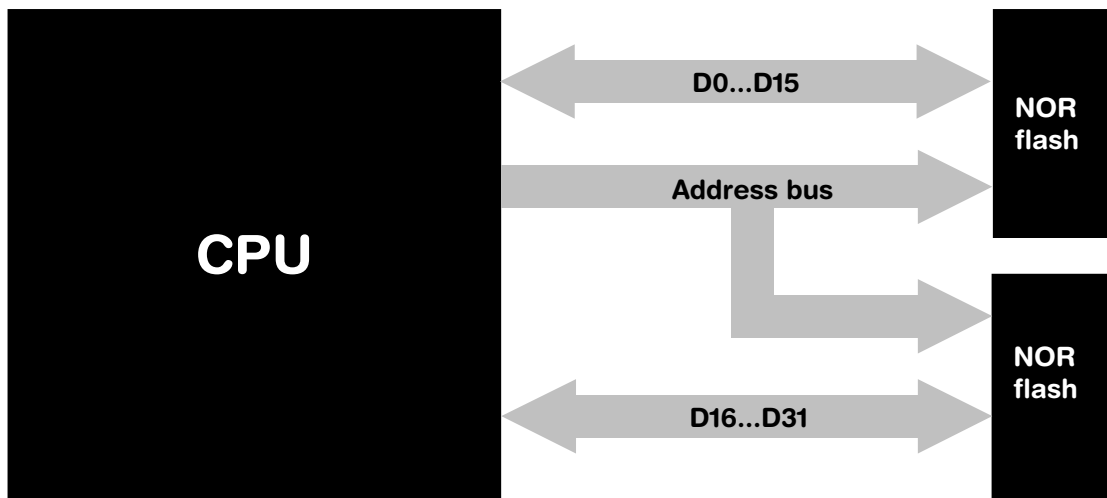 D0...D15
NOR
flash
Address bus
CPU
NOR
flash
D16...D31